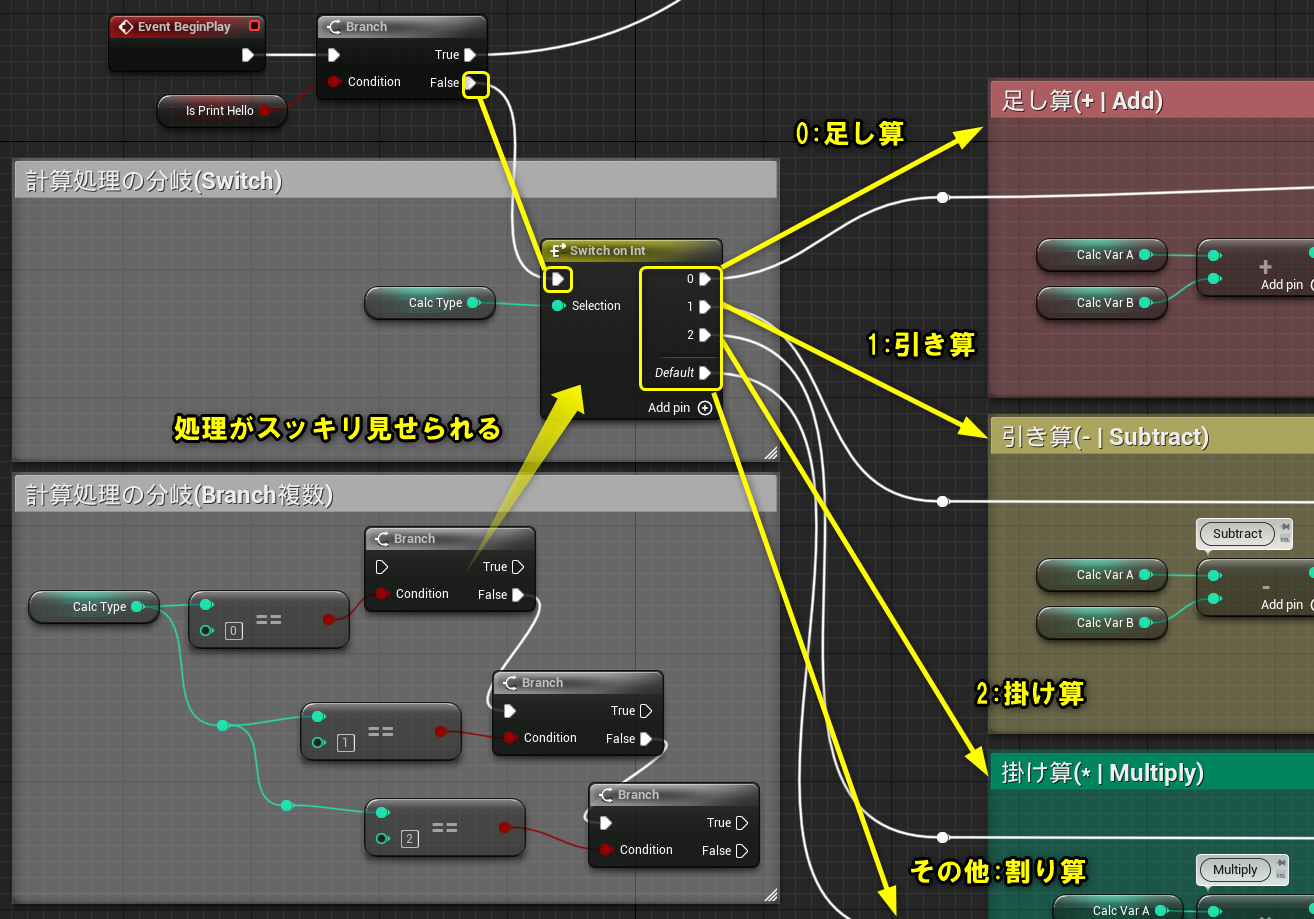 Event BeginPlay
Branch
True
Condition
False
Is Print Hello
計算処理の分岐(Switch)
Switch on Int
0
1
2
Default
Add pin
Selection
Calc Type
処理がスッキリ見せられる
計算処理の分岐(Branch複数)
Branch
True
Condition
False
Calc Type
0
==
Branch
True
Condition
False
1
==
Branch
True
Condition
False
2
==
0:足し算
1:引き算
2:掛け算
その他:割り算
足し算(+ | Add)
Calc Var A
Calc Var B
+
Add pin
引き算(- | Subtract)
Subtract
Calc Var A
Calc Var B
-
Add pin
掛け算(* | Multiply)
Multiply
Calc Var A